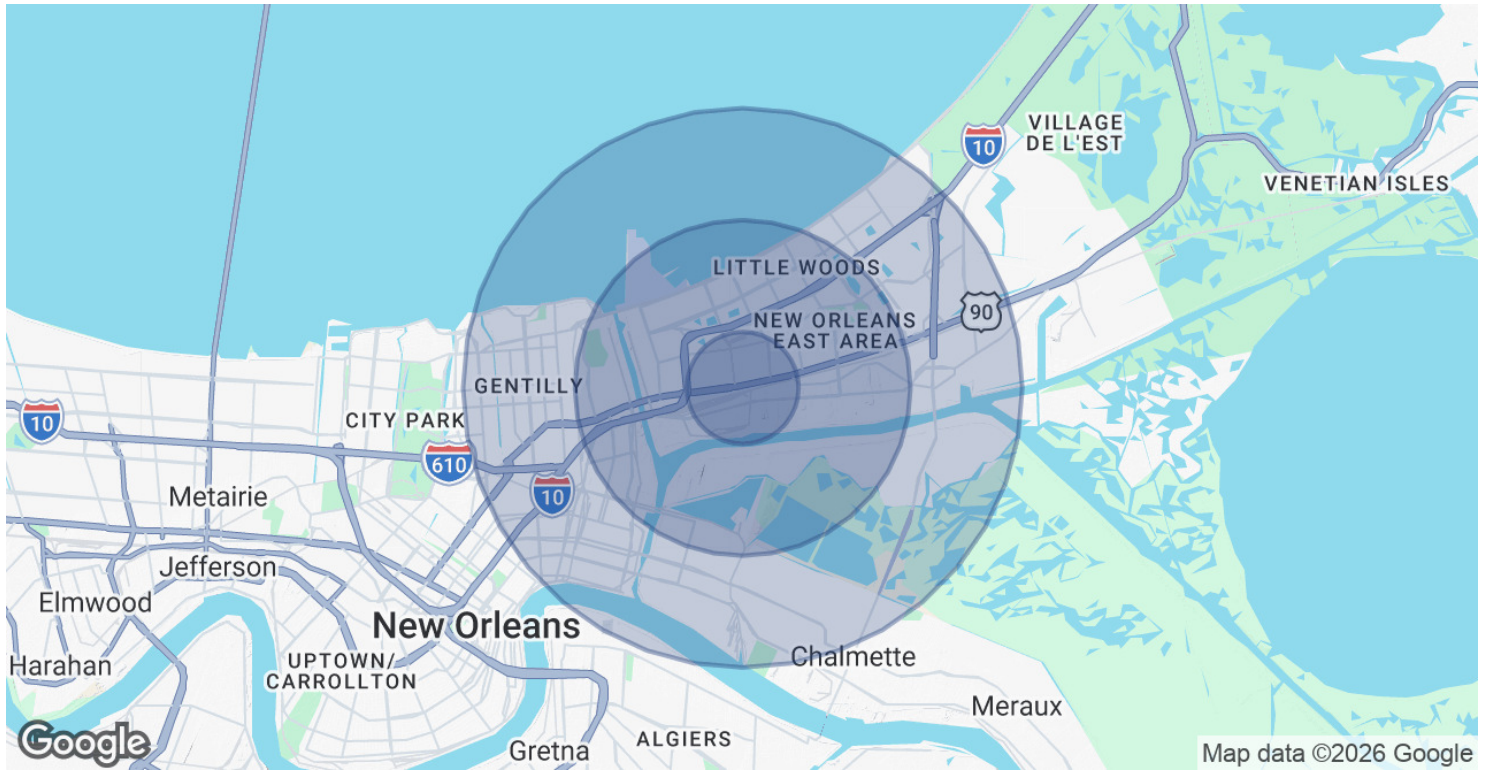 VILLAGE
DE L'EST
10
VENETIAN ISLES
LITTLE WOODS
90
NEW ORLEANS
EAST AREA
GENTILLY
10
CITY PARK
610
10
Metairie
Jefferson
Elmwood
New Orleans
Harahan
UPTOWN/
CARROLLTON
Chalmette
Meraux
ALGIERS
Gretna
Google
Map data ©2026 Google